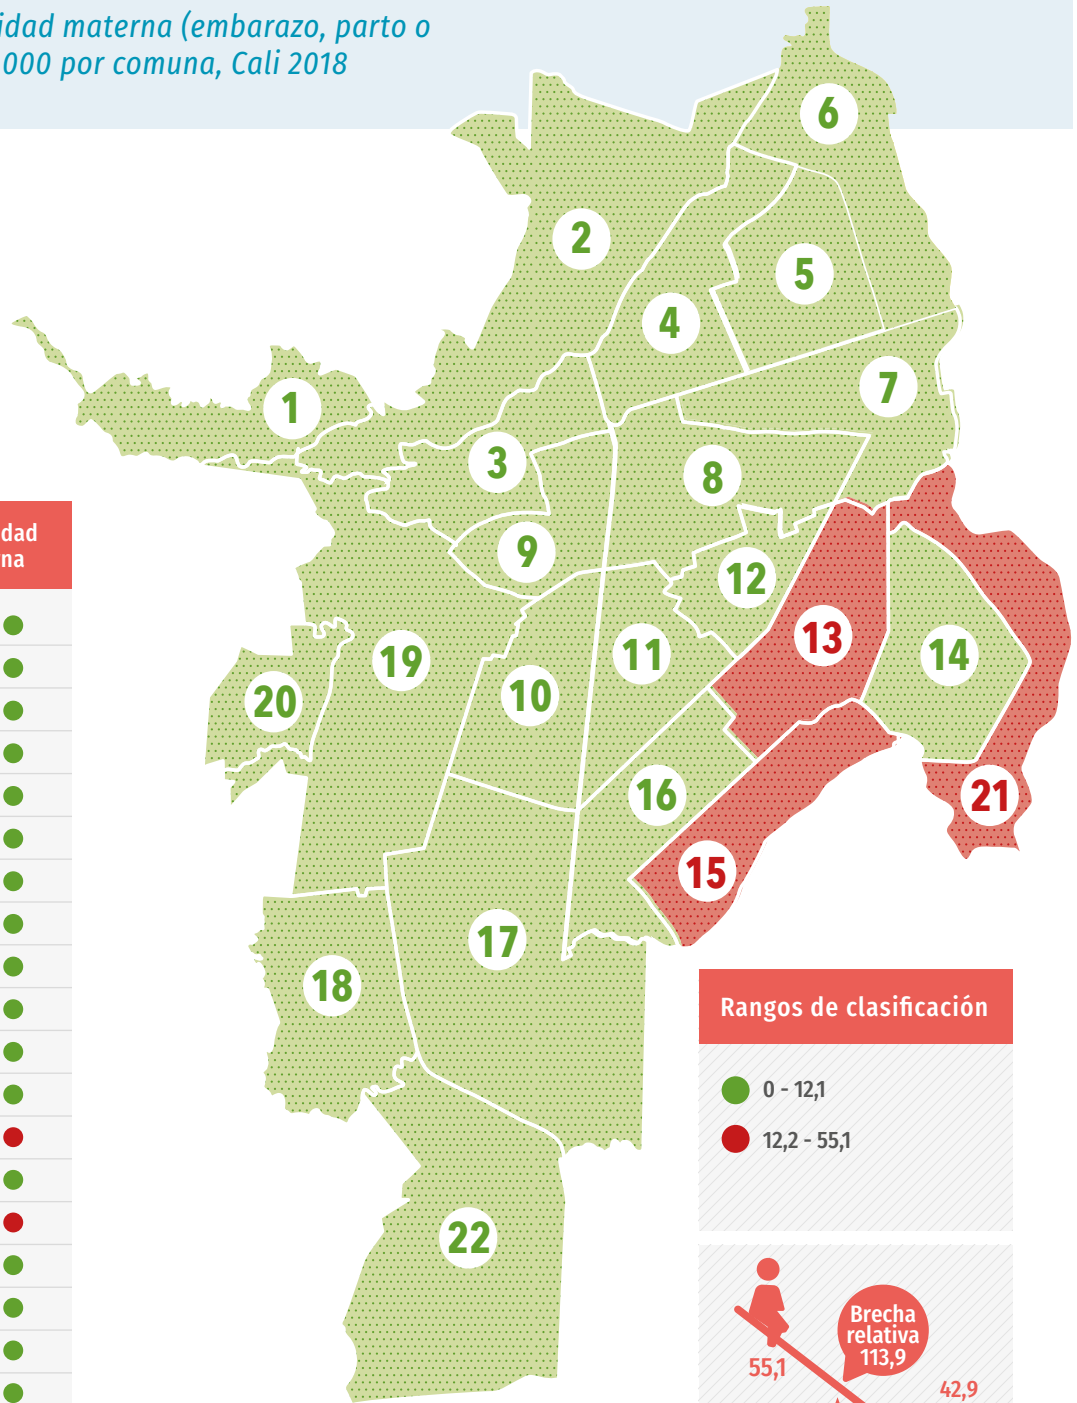 idad materna (embarazo, parto o
000 por comuna, Cali 2018
6
2
5
4
7
1
3
8
9
12
13
11
14
19
10
20
16
21
15
17
18
22
dad
na
Rangos de clasificación
0 - 12,1
12,2 - 55,1
Brecha
relativa
113,9
55,1
42,9